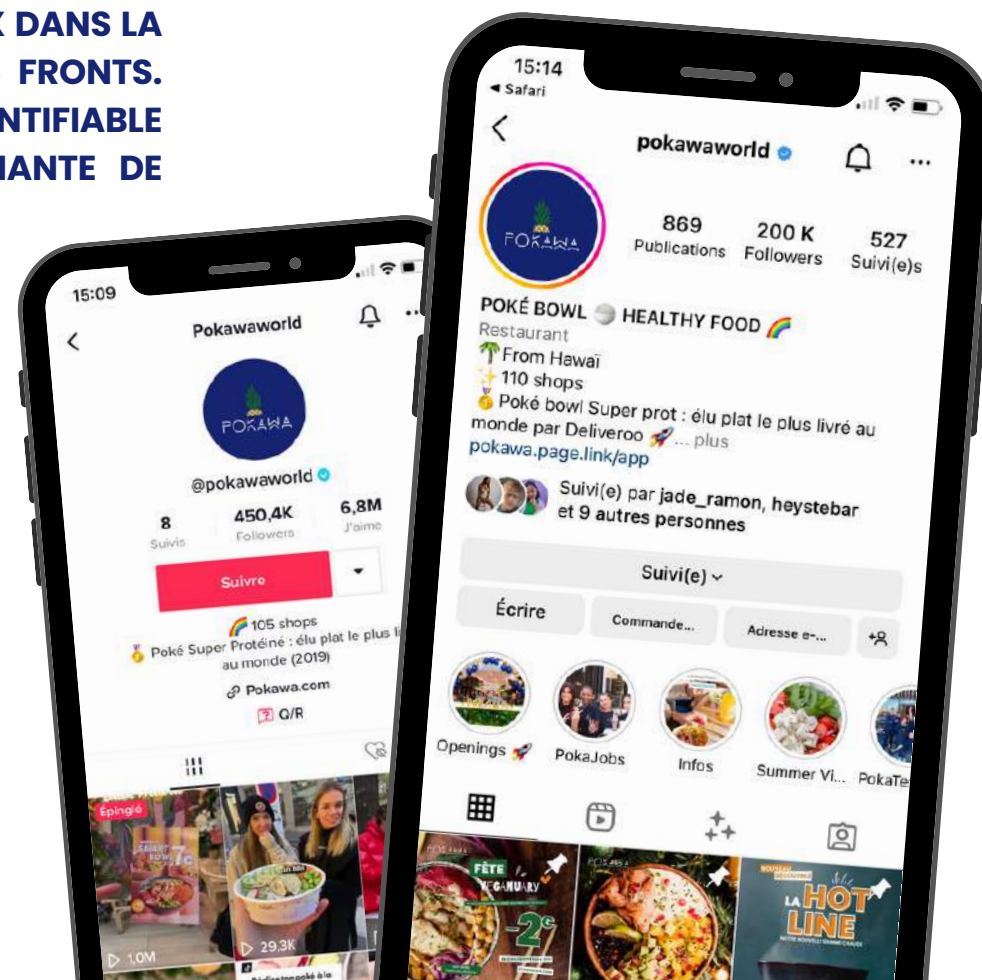 X DANS LA
FRONTS.
NTIFIABLE
IANTE DE
15:09
Pokawaworld
POKAWA
@pokawaworld
8
450,4K
6,8M
Suivis
Followers
J'aime
Suivre
105 shops
Poké Super Protéiné : élu plat le plus l
au monde (2019)
Pokawa.com
Q/R
Épinglé
1,0M
29,3K
15:14
Safari
pokawaworld
POKAWA
869
200 K
527
Publications
Followers
Suivi(e)s
POKÉ BOWL HEALTHY FOOD
Restaurant
From Hawaï
110 shops
Poké bowl Super prot : élu plat le plus livré au
monde par Deliveroo ... plus
pokawa.page.link/app
Suivi(e) par jade_ramon, heystebar
et 9 autres personnes
Suivi(e)
Écrire
Commande...
Adresse e-...
Openings
PokaJobs
Infos
Summer Vi...
PokaTe
FÊTE
VEGANUARY
-2€
LA HOT
LINE